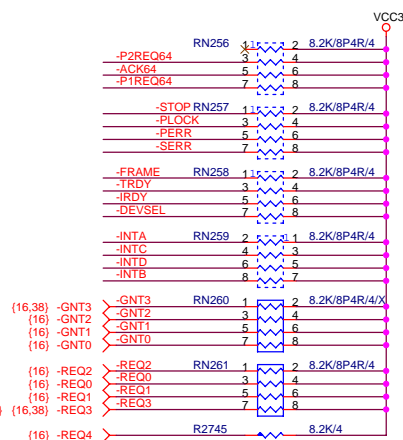 VCC3
RN256 1 1 2 8.2K/8P4R/4
-P2REQ64 3 4
-ACK64 5 6
-P1REQ64 7 8
-STOP RN257 1 1 2 8.2K/8P4R/4
-PLOCK 3 4
-PERR 5 6
-SERR 7 8
-FRAME RN258 1 1 2 8.2K/8P4R/4
-TRDY 3 4
-IRDY 5 6
-DEVSEL 7 8
-INTA RN259 2 1 1 8.2K/8P4R/4
-INTC 4 3
-INTD 6 5
-INTB 8 7
{16,38} -GNT3 -GNT3 RN260 1 2 8.2K/8P4R/4/X
{16} -GNT2 -GNT2 3 4
{16} -GNT1 -GNT1 5 6
{16} -GNT0 -GNT0 7 8
{16} -REQ2 -REQ2 RN261 1 2 8.2K/8P4R/4
{16} -REQ0 -REQ0 3 4
{16} -REQ1 -REQ1 5 6
} {16,38} -REQ3 -REQ3 7 8
{16} -REQ4 R2745 8.2K/4